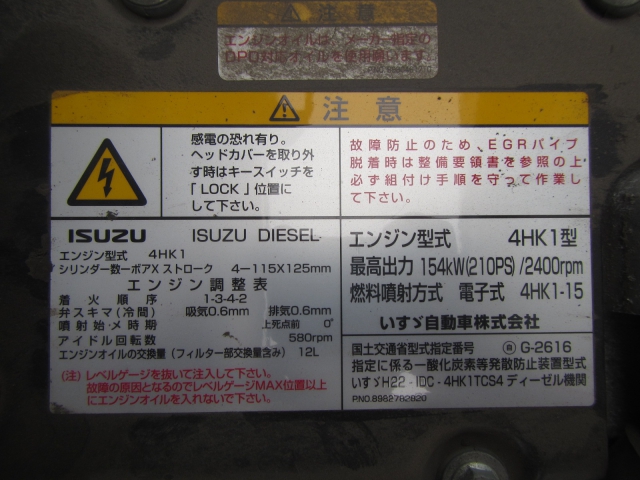 注意
エンジンオイルは、メーカー指定の
DPD対応オイルを使用願います
注意
感電の恐れ有り。
ヘッドカバーを取り外
す時はキースイッチを
「LOCK」位置に
して下さい。
故障防止のため、EGRパイプ
脱着時は整備要領書を参照の上
必ず組付け手順を守って作業し
て下さい。
ISUZU ISUZU DIESEL
エンジン型式 4HK1
シリンダー数ーボアXストローク 4−115X125mm
エンジン調整表
着火順序 1-3-4-2
弁スキマ(冷間) 吸気0.6mm 排気0.6mm
噴射始・〆時期 上死点前 0°
アイドル回転数 580rpm
エンジンオイルの交換量(フィルター部交換量含み) 12L
(注)レベルゲージを抜いて注入して下さい。
故障の原因となるのでレベルゲージMAX位置以上
にエンジンオイルを入れないで下さい。
エンジン型式 4HK1型
最高出力 154kW(210PS)/2400rpm
燃料噴射方式 電子式 4HK1-15
いすゞ自動車株式会社
国土交通省型式指定番号 G-2616
指定に係る一酸化炭素等発散防止装置型式
いすゞH22-IDC-4HK1TCS4 ディーゼル機関
P.NO.8982782820